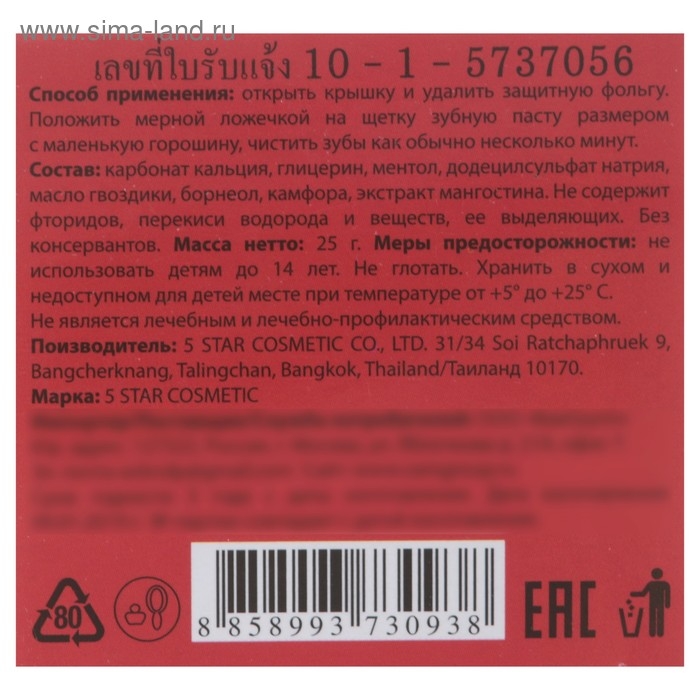 www.sima-land.ru
เลขที่ใบรับแจ้ง 10 - 1 - 5737056
Способ применения: открыть крышку и удалить защитную фольгу.
Положить мерной ложечкой на щетку зубную пасту размером
с маленькую горошину, чистить зубы как обычно несколько минут.
Состав: карбонат кальция, глицерин, ментол, додецилсульфат натрия,
масло гвоздики, борнеол, камфора, экстракт мангостина. Не содержит
фторидов, перекиси водорода и веществ, ее выделяющих. Без
консервантов. Масса нетто: 25 г. Меры предосторожности: не
использовать детям до 14 лет. Не глотать. Хранить в сухом и
недоступном для детей месте при температуре от +5° до +25° С.
Не является лечебным и лечебно-профилактическим средством.
Поизводитель: 5 STAR COSMETIC CO., LTD. 31/34 Soi Ratchaphruek 9,
Bangcherknang, Talingchan, Bangkok, Thailand/Таиланд 10170.
Марка: 5 STAR COSMETIC
80
8 858993 730938
EAC